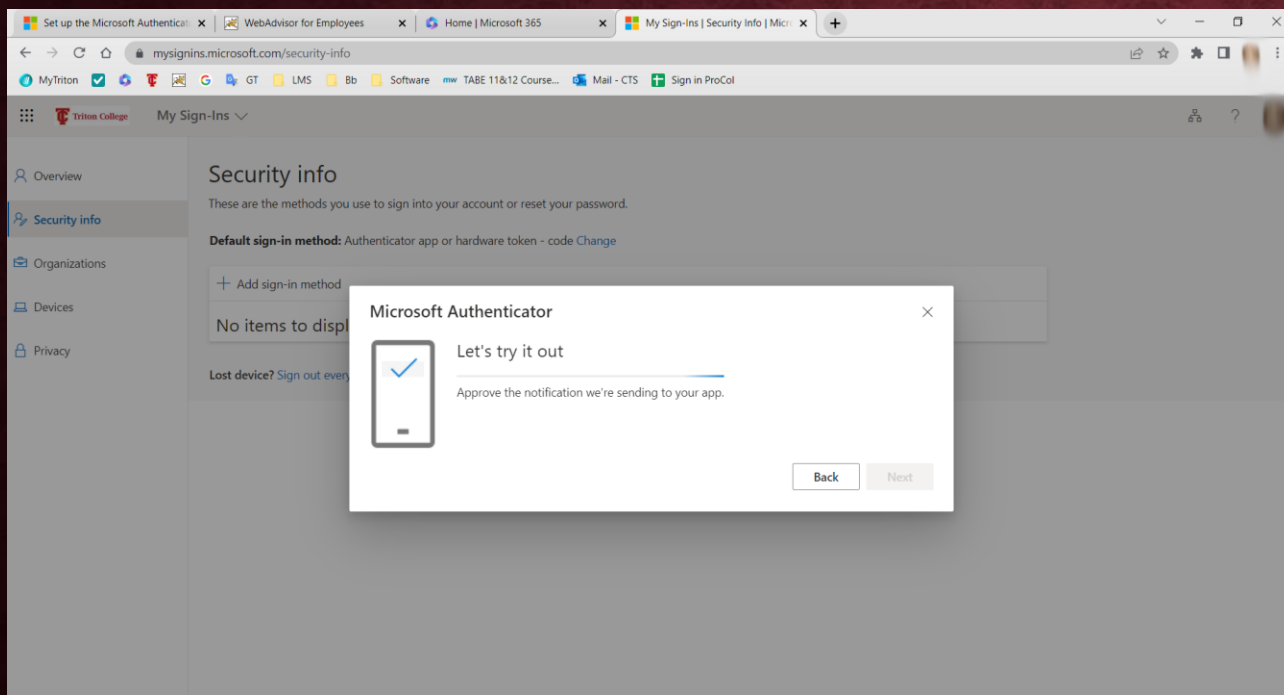 Set up the Microsoft Authenticat
WebAdvisor for Employees
Home | Microsoft 365
My Sign-Ins | Security Info | Micr
mysignins.microsoft.com/security-info
MyTriton
GT
LMS
Bb
Software
mw TABE 11&12 Course...
Mail - CTS
Sign in ProCol
Triton College
My Sign-Ins
?
Overview
Security info
Organizations
Devices
Privacy
Security info
These are the methods you use to sign into your account or reset your password.
Default sign-in method: Authenticator app or hardware token - code Change
+ Add sign-in method
No items to displ
Lost device? Sign out every
Microsoft Authenticator
Let's try it out
Approve the notification we're sending to your app.
Back
Next